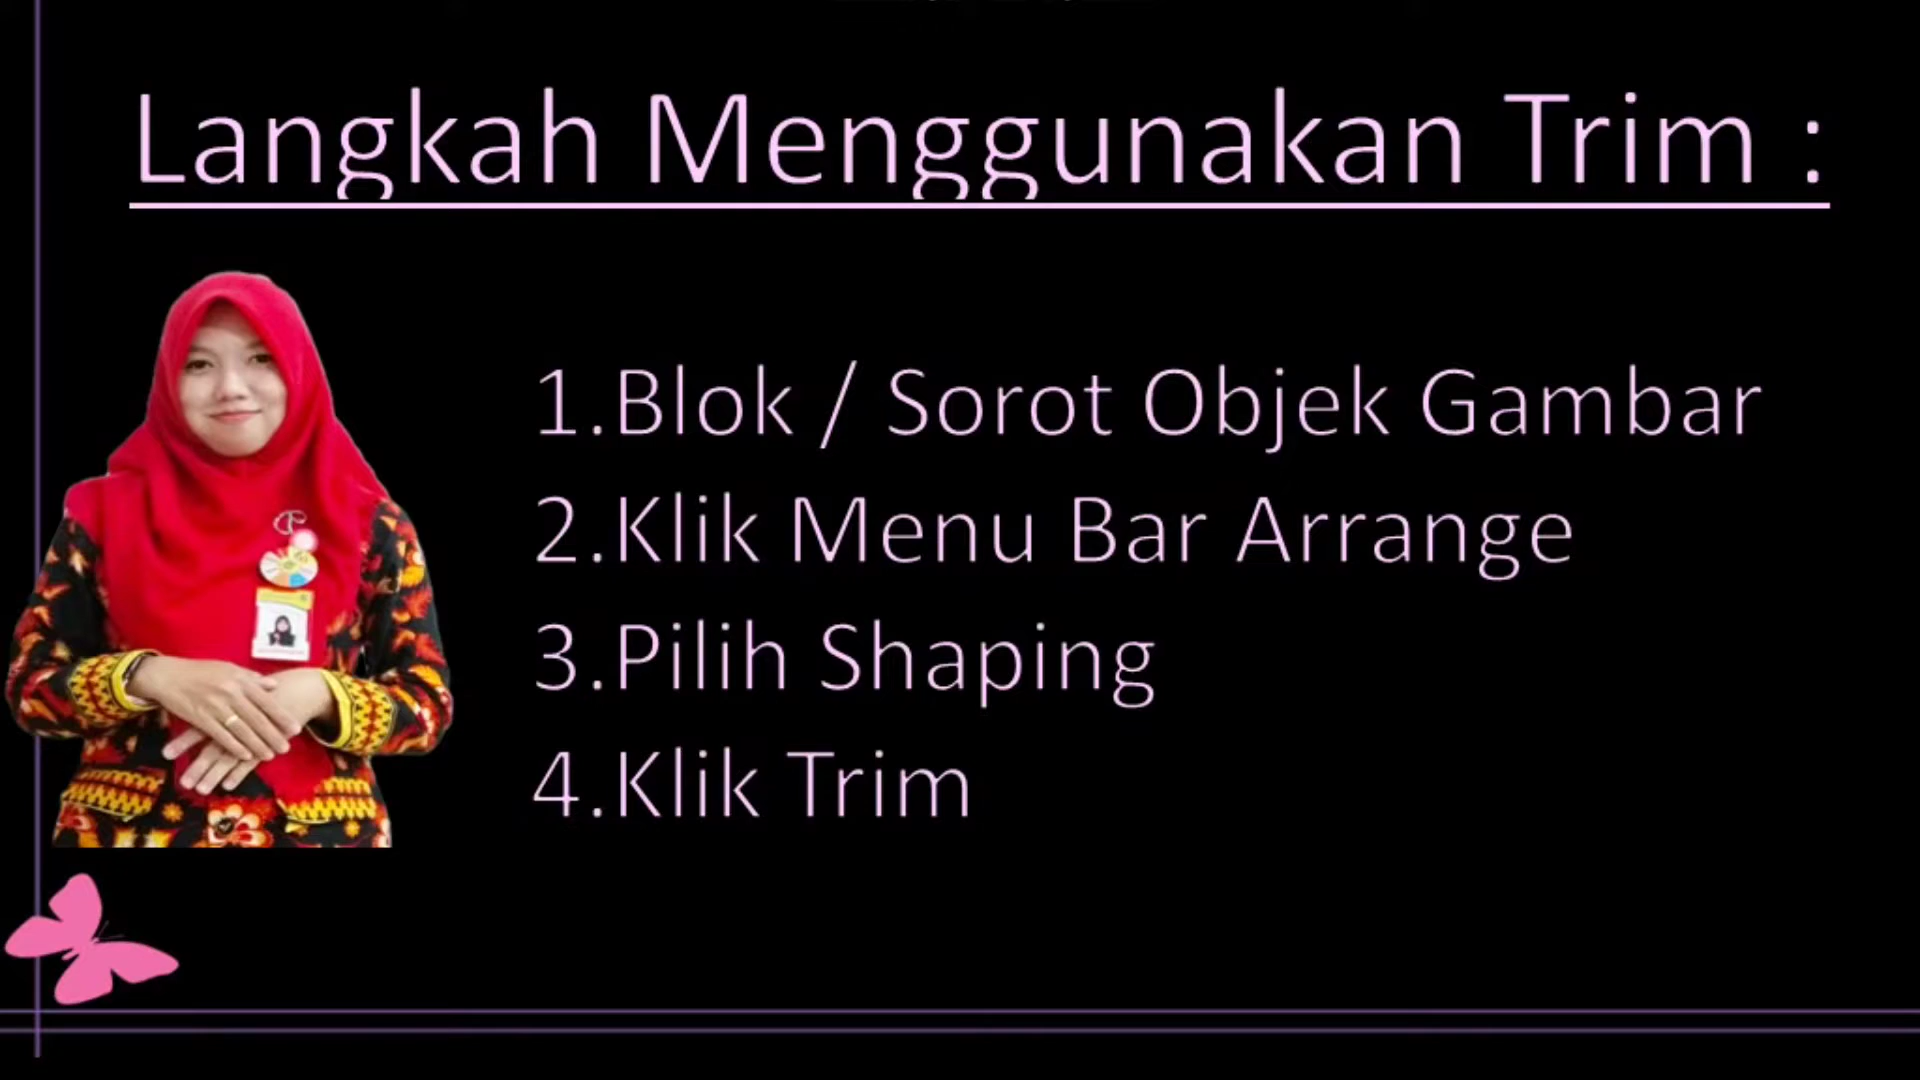 Langkah Menggunakan Trim :
1.Blok / Sorot Objek Gambar
2.Klik Menu Bar Arrange
3.Pilih Shaping
4.Klik Trim